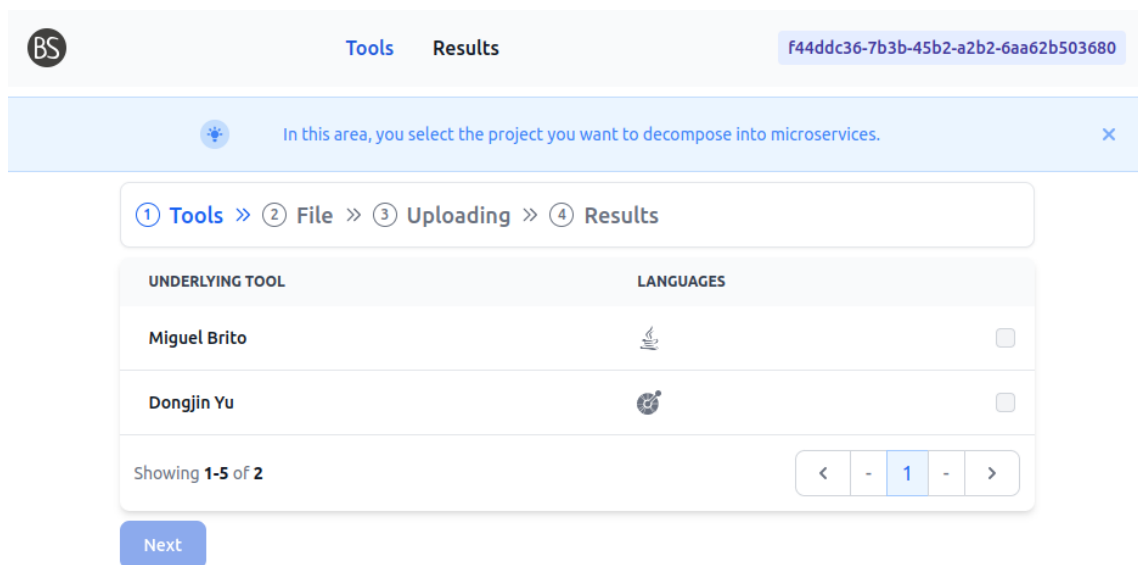 BS Tools Results f44ddc36-7b3b-45b2-a2b2-6aa62b503680
In this area, you select the project you want to decompose into microservices. ×
1 Tools » 2 File » 3 Uploading » 4 Results
UNDERLYING TOOL LANGUAGES
Miguel Brito
Dongjin Yu
Showing 1-5 of 2 < - 1 - >
Next